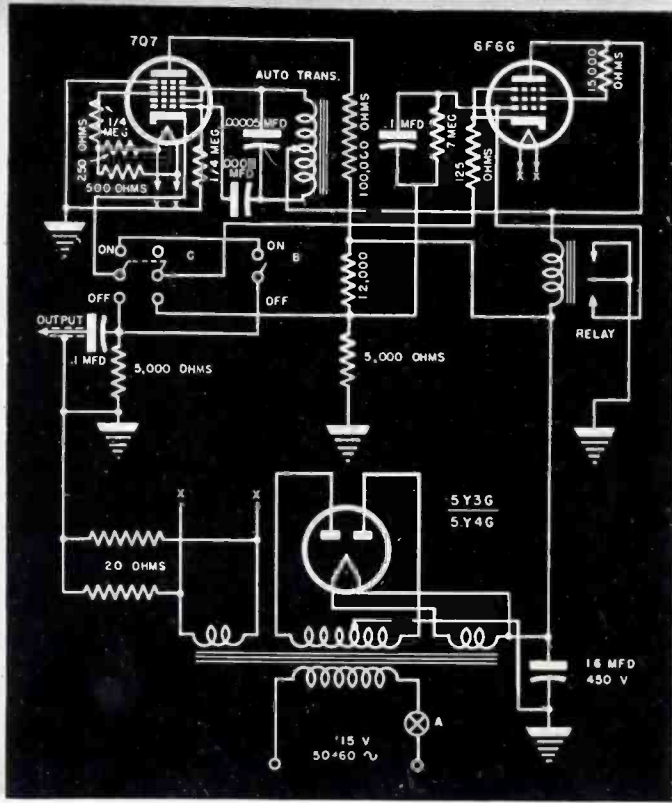 7Q7
6F6G
AUTO TRANS.
15,000 OHMS
1/4 MEG.
.00005 MFD
100,000 OHMS
.1 MFD
7 MEG.
250 OHMS
1/4 MEG.
125 OHMS
500 OHMS
MFD
X X
X X
ON
C
ON
B
12,000
OFF
OFF
OUTPUT
RELAY
.1 MFD
5,000 OHMS
5,000 OHMS
X
X
5Y3G
5Y4G
20 OHMS
16 MFD
450 V
A
115 V
50-60 ~